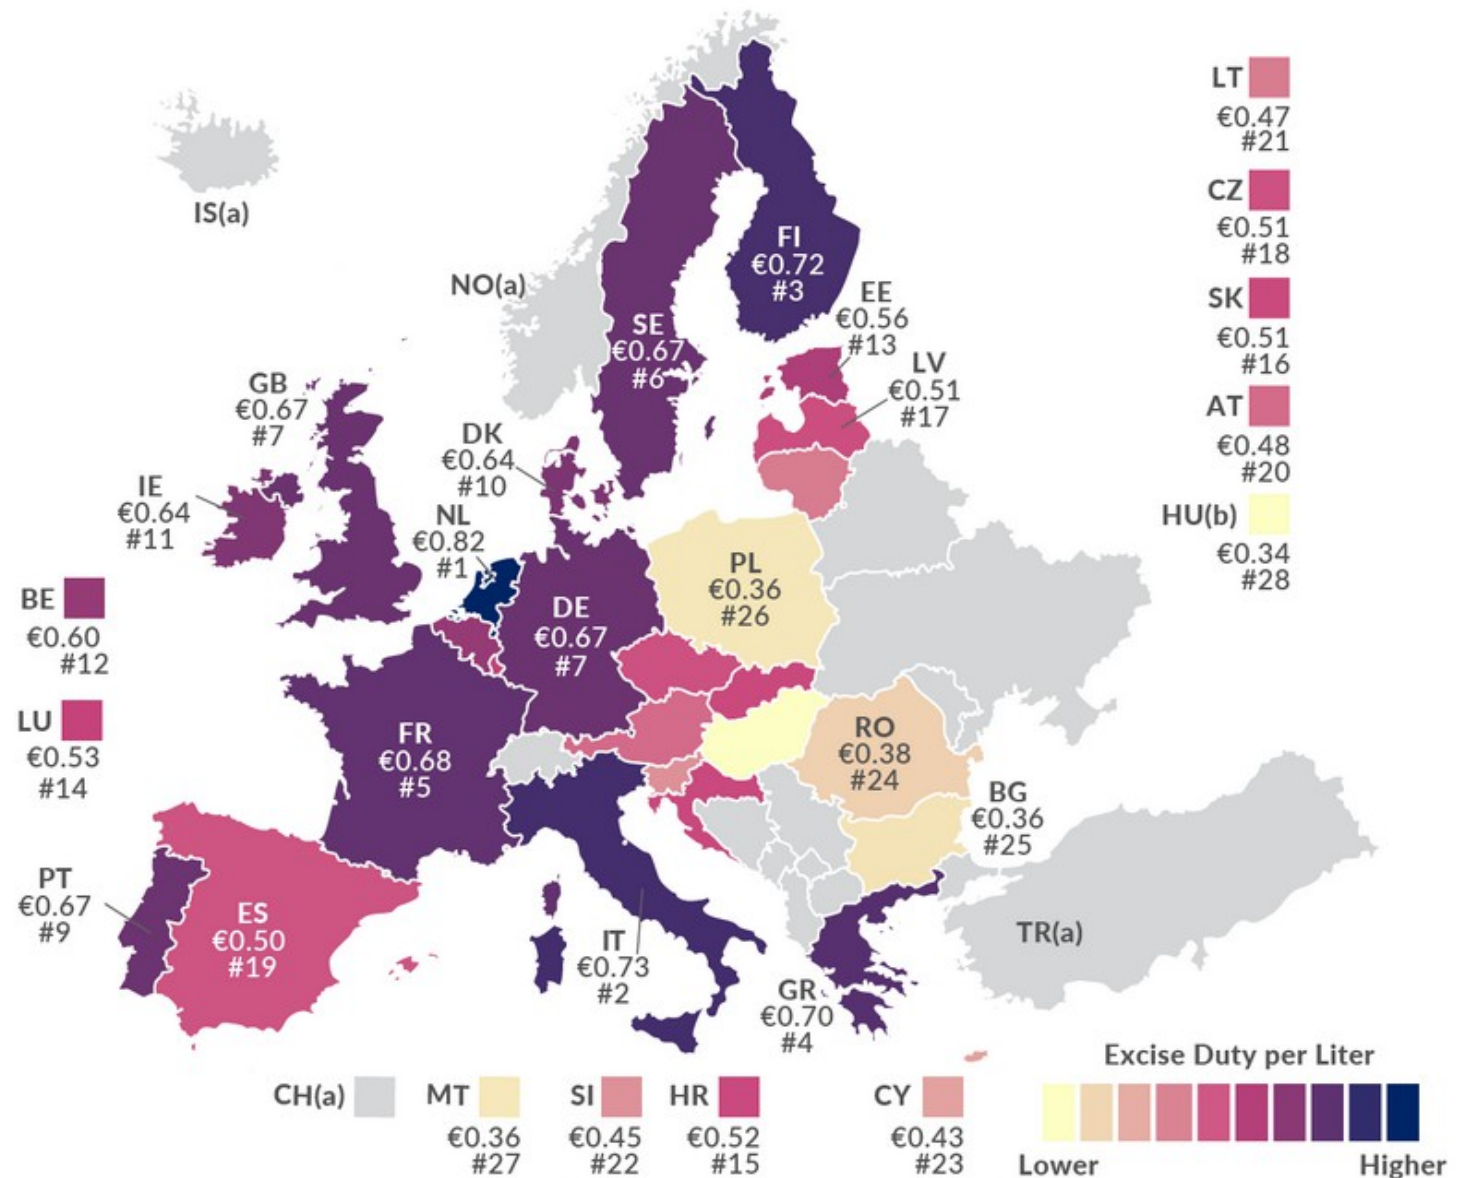 IS(a)
NO(a)
FI
€0.72
#3
SE
€0.67
#6
EE
€0.56
#13
LV
€0.51
#17
GB
€0.67
#7
DK
€0.64
#10
IE
€0.64
#11
NL
€0.82
#1
DE
€0.67
#7
PL
€0.36
#26
BE
€0.60
#12
LU
€0.53
#14
FR
€0.68
#5
RO
€0.38
#24
BG
€0.36
#25
PT
€0.67
#9
ES
€0.50
#19
IT
€0.73
#2
GR
€0.70
#4
TR(a)
LT
€0.47
#21
CZ
€0.51
#18
SK
€0.51
#16
AT
€0.48
#20
HU(b)
€0.34
#28
CH(a)
MT
€0.36
#27
SI
€0.45
#22
HR
€0.52
#15
CY
€0.43
#23
Excise Duty per Liter
Lower
Higher